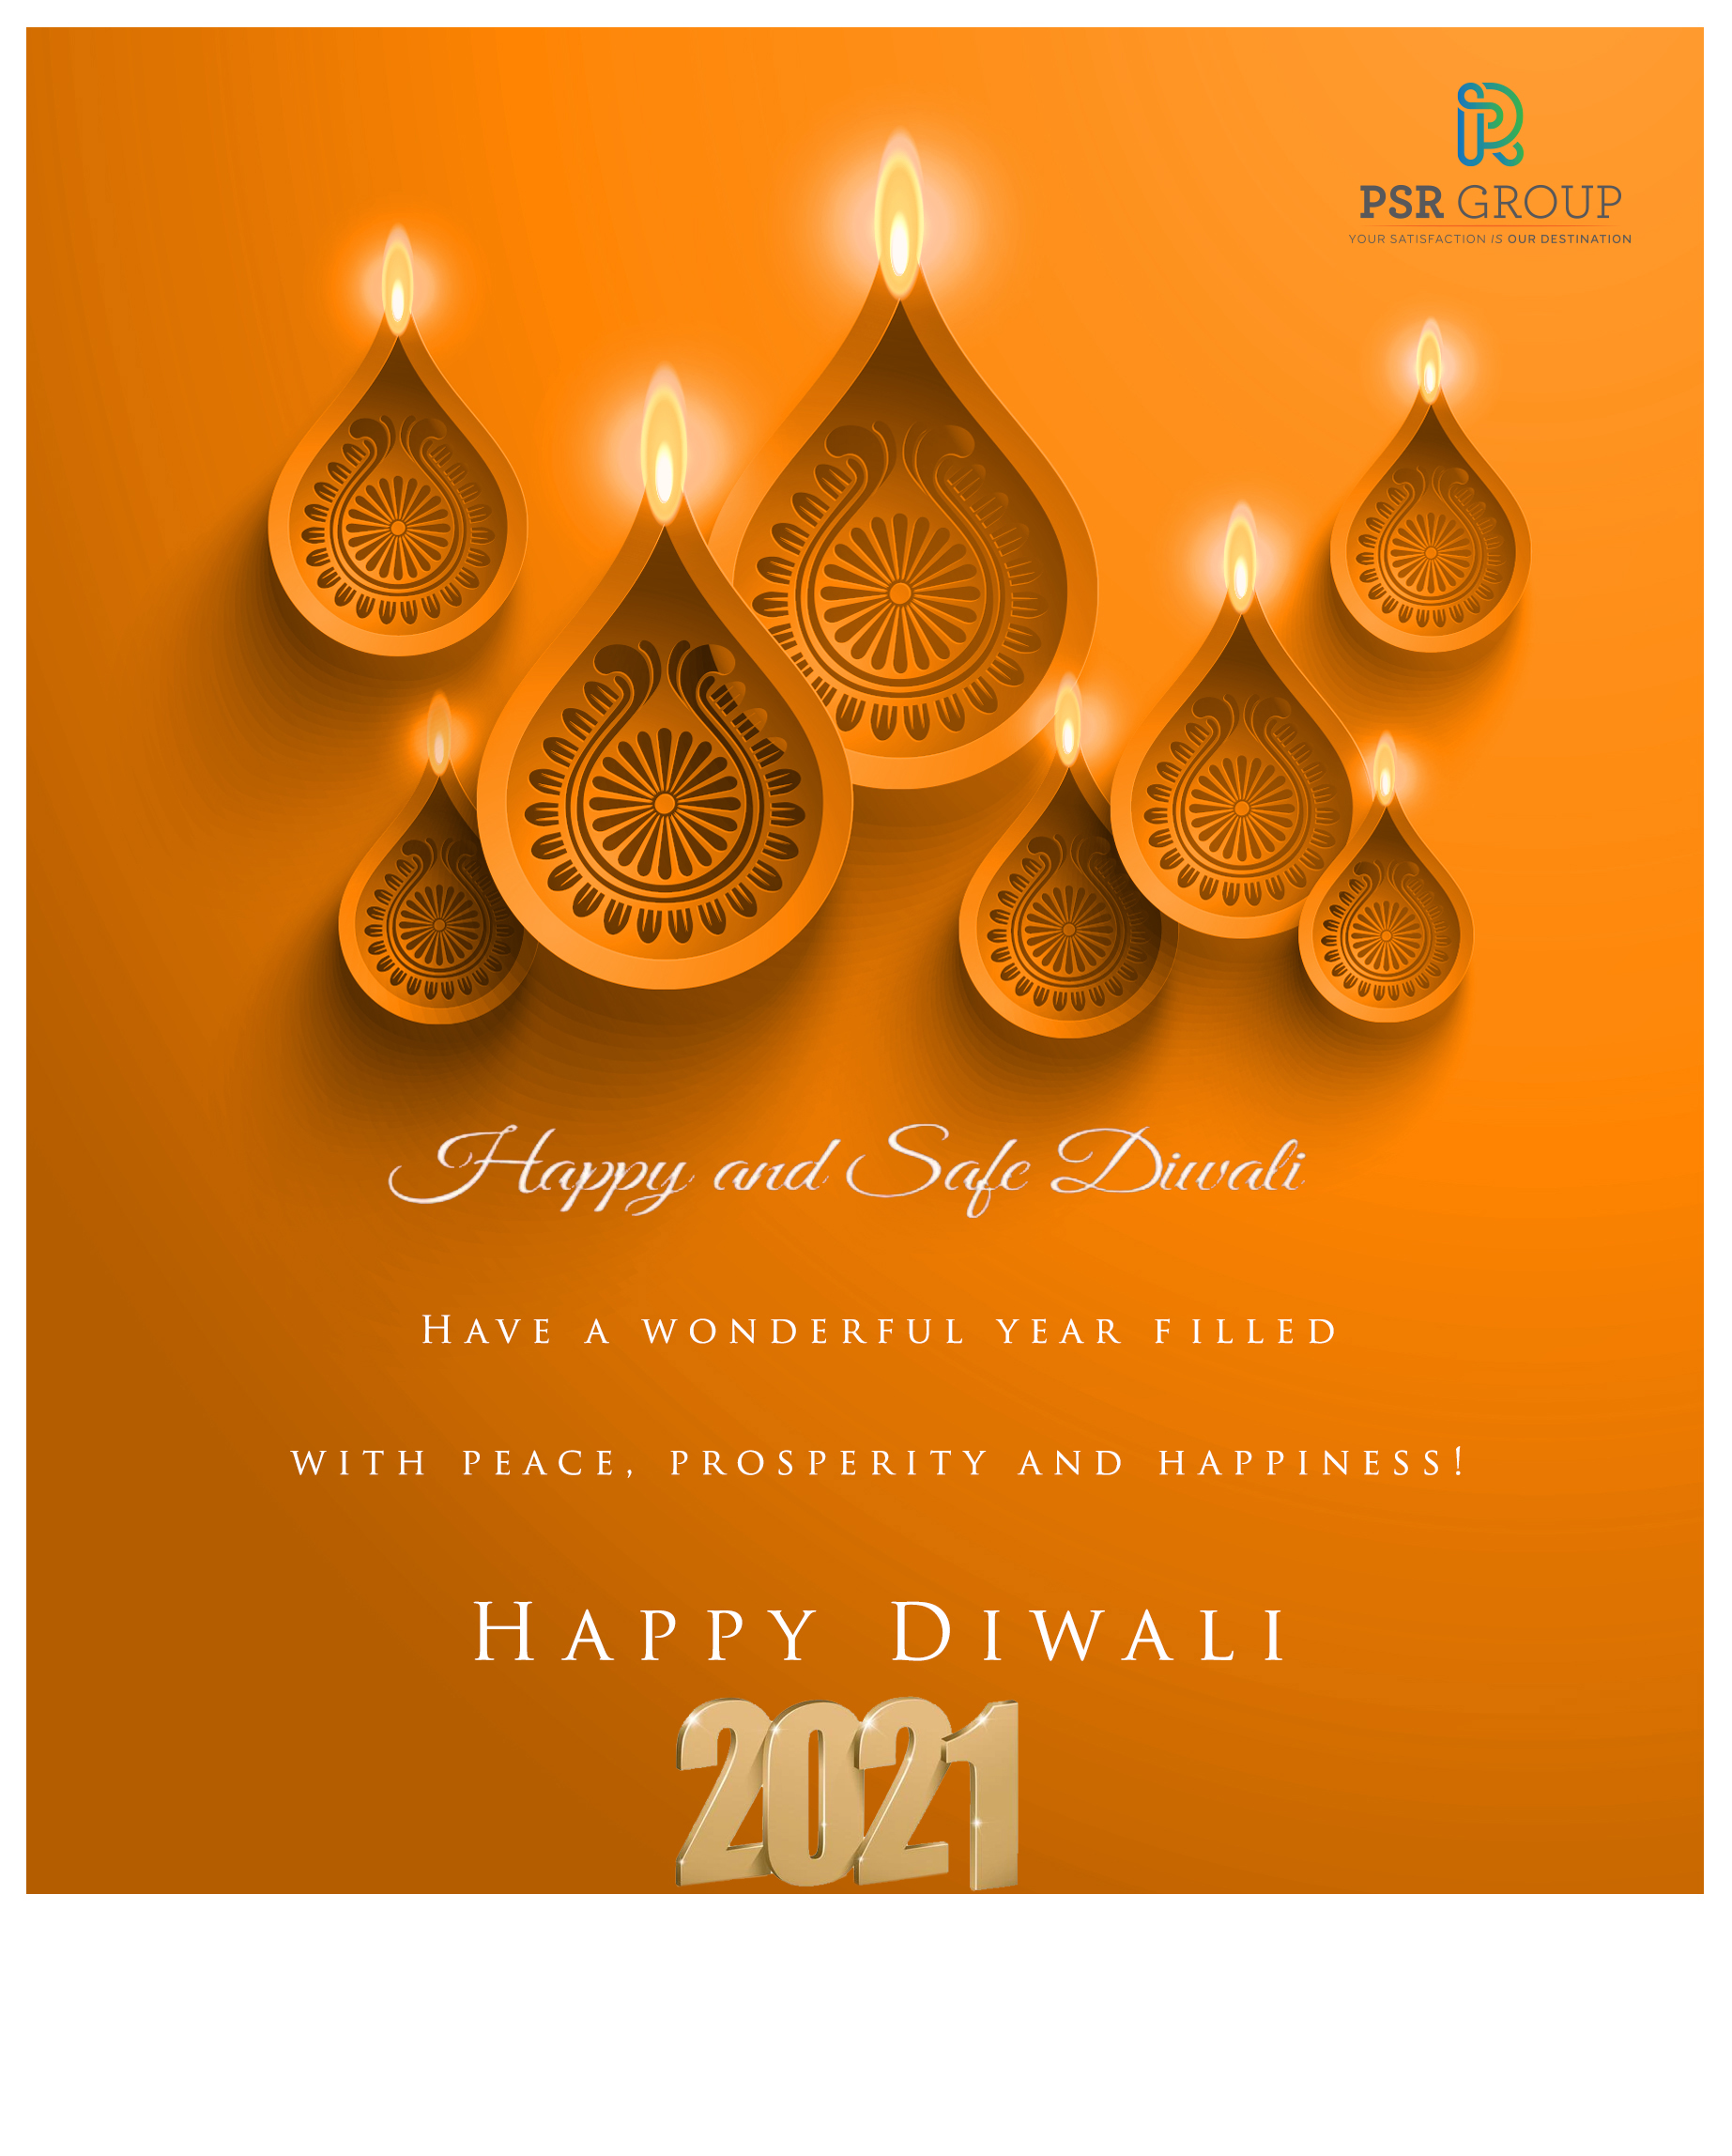 PSR GROUP
YOUR SATISFACTION IS OUR DESTINATION
Happy and Safe Diwali
HAVE A WONDERFUL YEAR FILLED
WITH PEACE, PROSPERITY AND HAPPINESS!
HAPPY DIWALI
2021